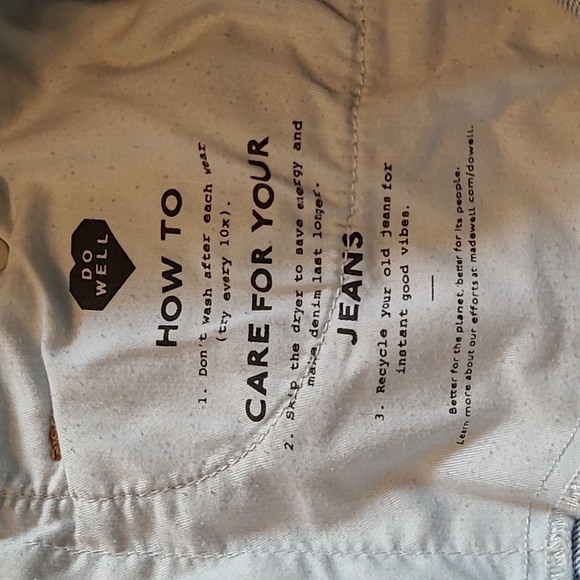 DO
WELL
HOW TO
1. Don't wash after each wear
(try every 10x).
CARE FOR YOUR
2. Skip the dryer to save energy and
make denim last longer.
JEANS
3. Recycle your old jeans for
instant good vibes.
Better for the planet, better for its people.
Learn more about our efforts at madewell.com/dowell.